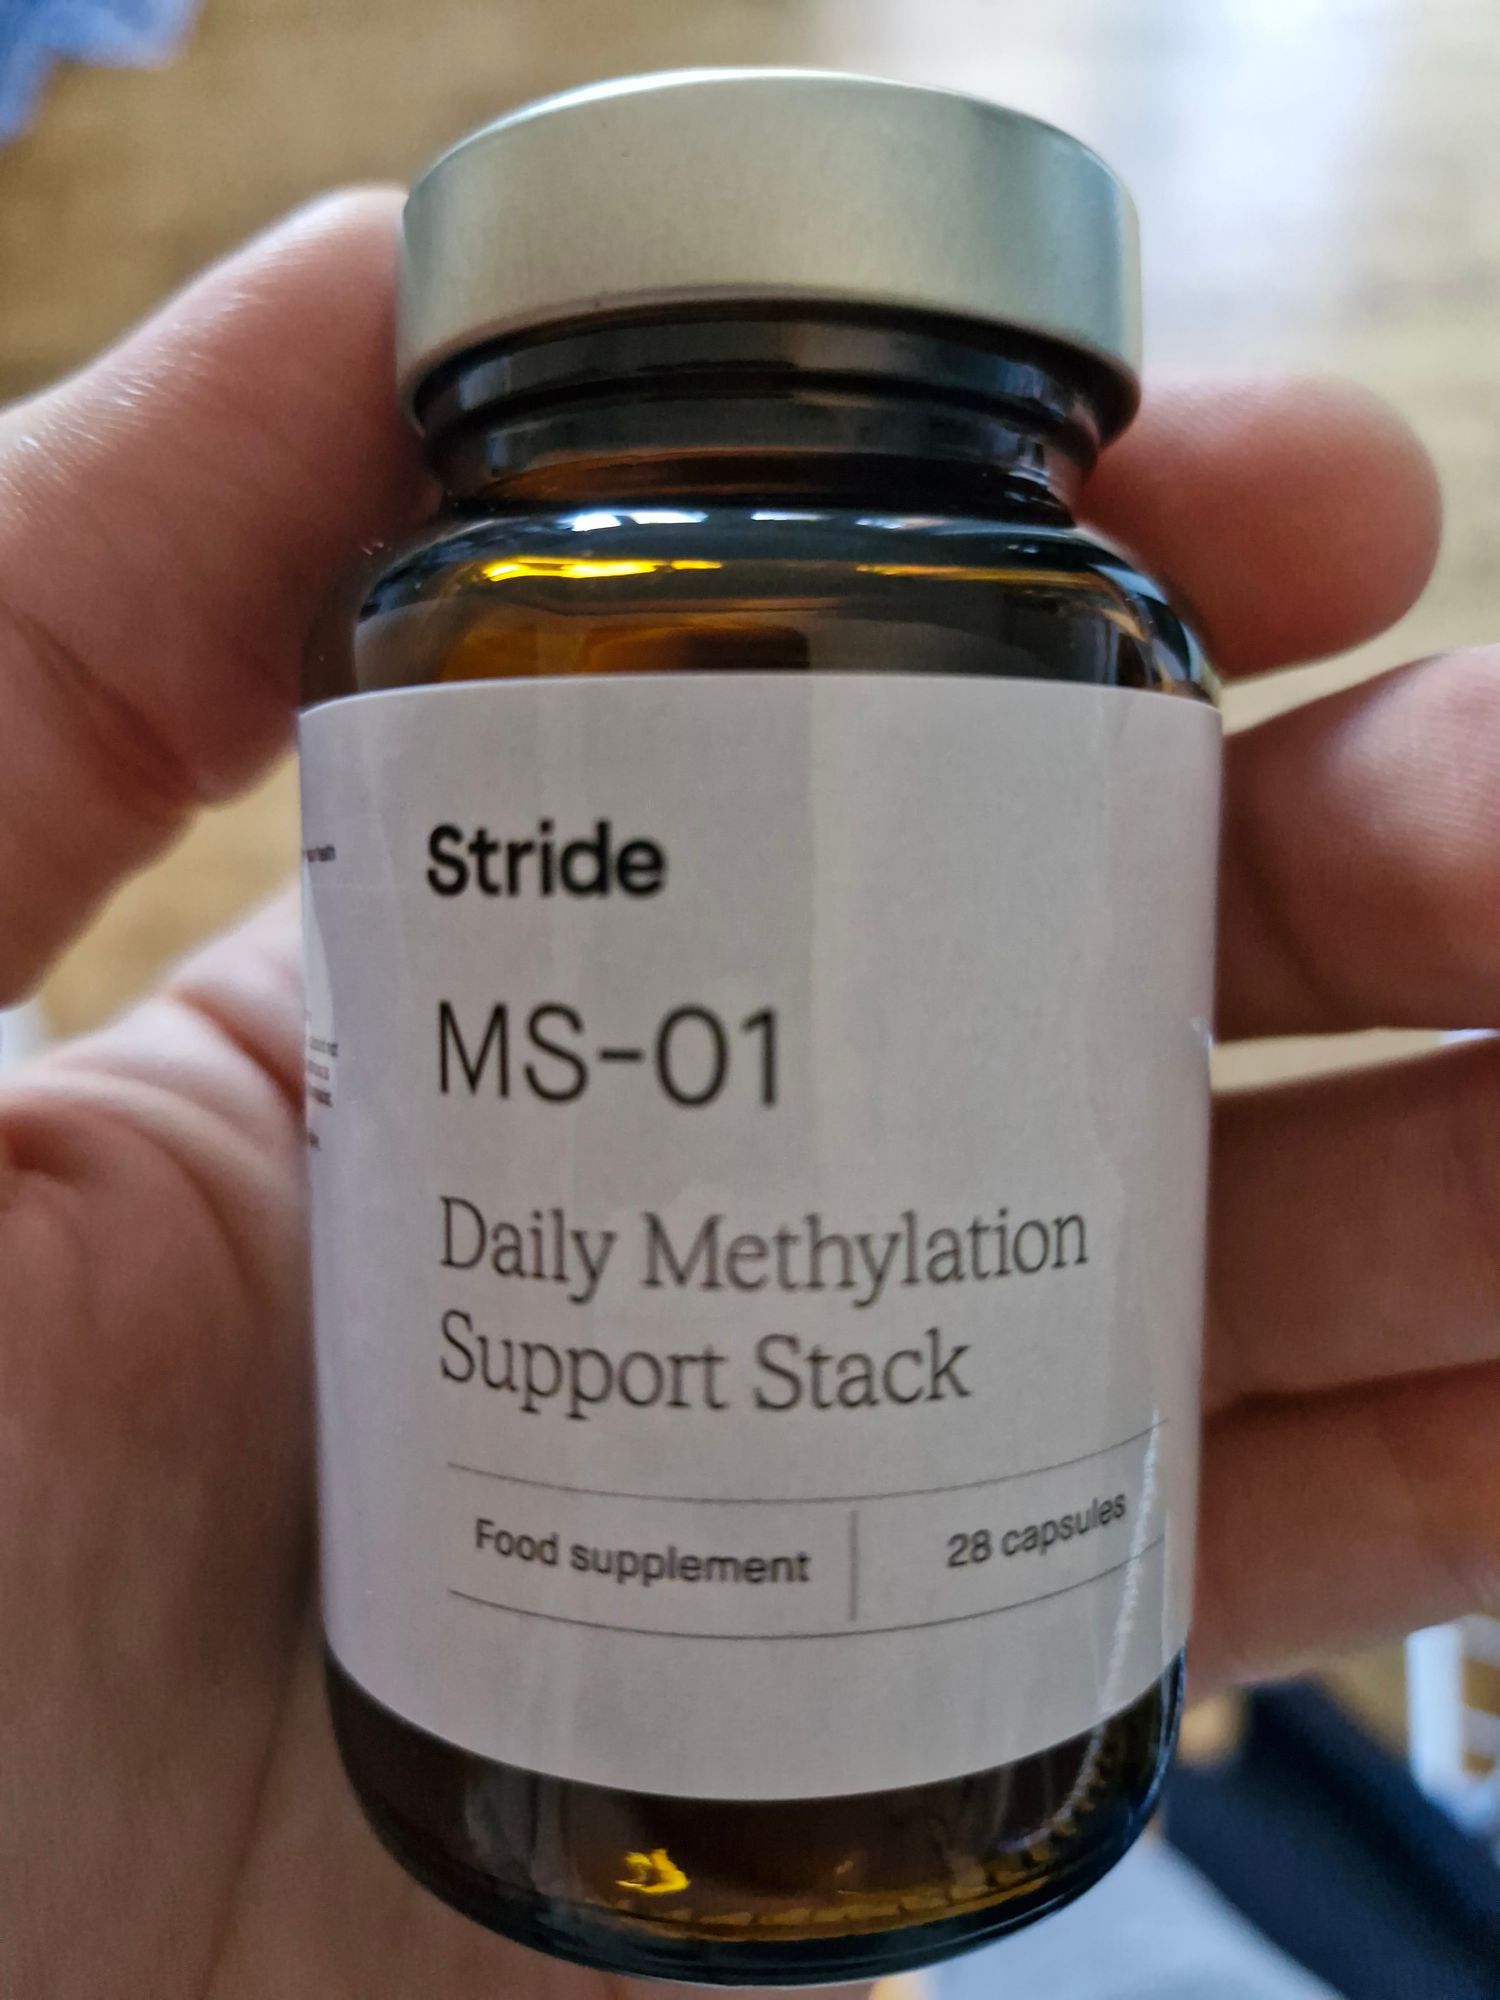 Stride
MS-01
Daily Methylation
Support Stack
Food supplement
28 capsules